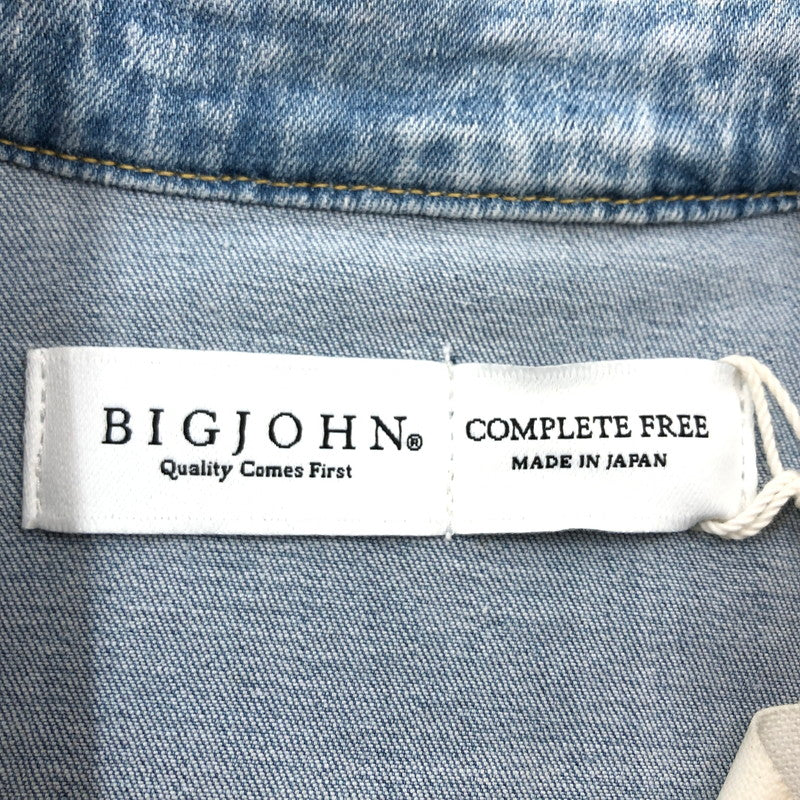 BIGJOHN®
Quality Comes First
COMPLETE FREE
MADE IN JAPAN